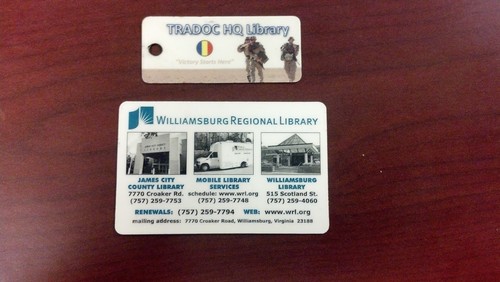 TRADOC HQ Library
"Victory Starts Here"
WILLIAMSBURG REGIONAL LIBRARY
JAMES CITY COUNTY LIBRARY
7770 Croaker Rd.
(757) 259-7753
MOBILE LIBRARY SERVICES
schedule: www.wrl.org
(757) 259-7748
WILLIAMSBURG LIBRARY
515 Scotland St.
(757) 259-4060
RENEWALS: (757) 259-7794 WEB: www.wrl.org
mailing address: 7770 Croaker Road, Williamsburg, Virginia 23188